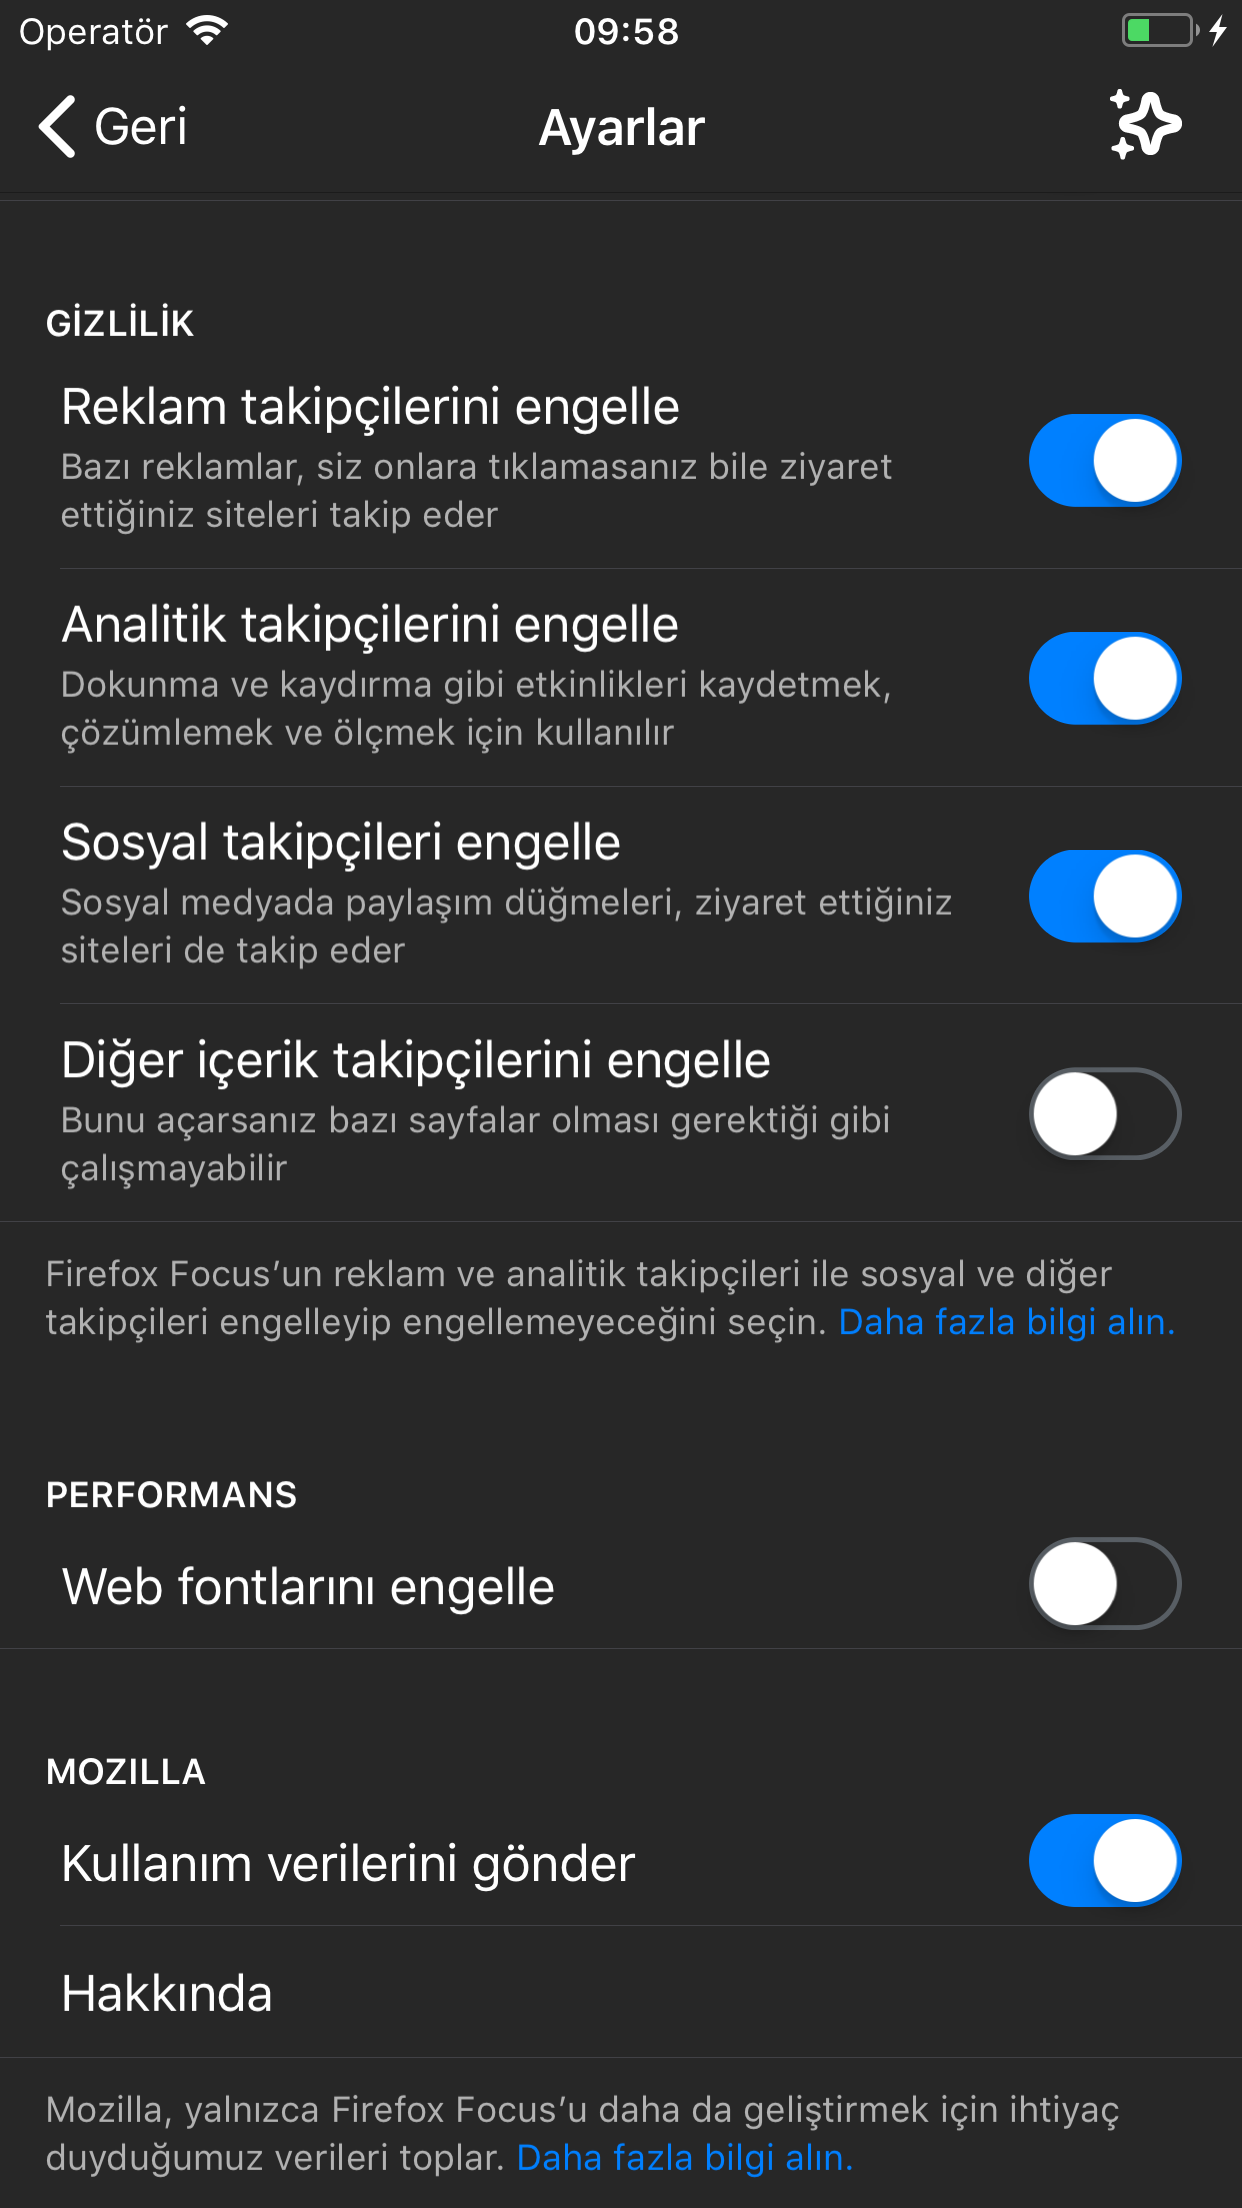 Operatör
09:58
Geri
Ayarlar
GİZLİLİK
Reklam takipçilerini engelle
Bazı reklamlar, siz onlara tıklamasanız bile ziyaret
ettiğiniz siteleri takip eder
Analitik takipçilerini engelle
Dokunma ve kaydırma gibi etkinlikleri kaydetmek,
çözümlemek ve ölçmek için kullanılır
Sosyal takipçileri engelle
Sosyal medyada paylaşım düğmeleri, ziyaret ettiğiniz
siteleri de takip eder
Diğer içerik takipçilerini engelle
Bunu açarsanız bazı sayfalar olması gerektiği gibi
çalışmayabilir
Firefox Focus’un reklam ve analitik takipçileri ile sosyal ve diğer
takipçileri engelleyip engellemeyeceğini seçin. Daha fazla bilgi alın.
PERFORMANS
Web fontlarını engelle
MOZILLA
Kullanım verilerini gönder
Hakkında
Mozilla, yalnızca Firefox Focus’u daha da geliştirmek için ihtiyaç
duyduğumuz verileri toplar. Daha fazla bilgi alın.